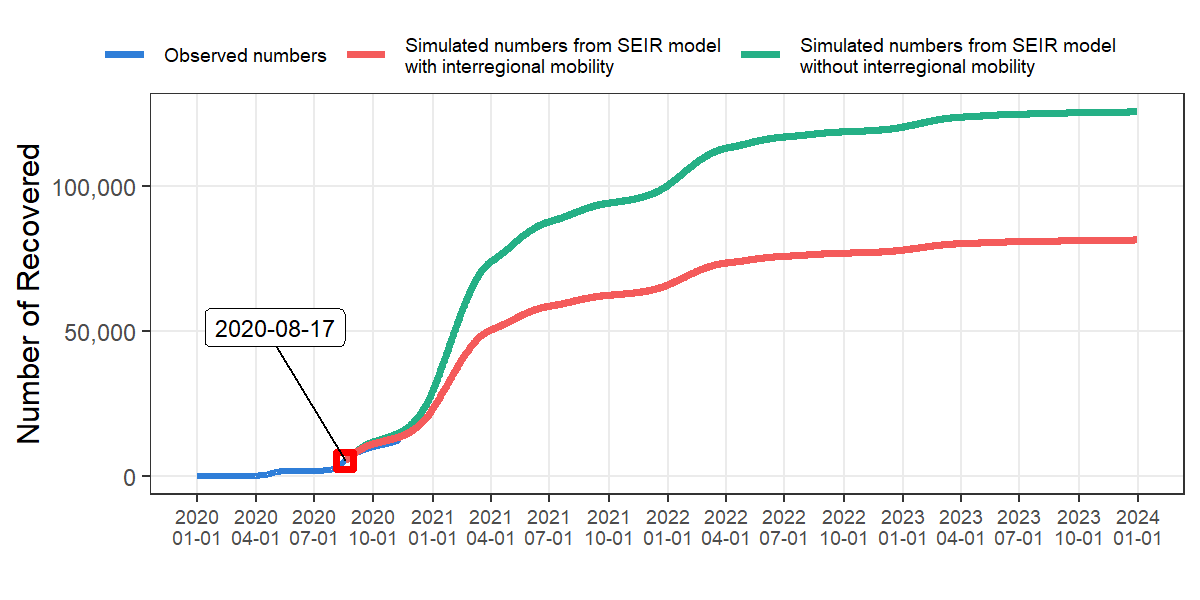 Observed numbers
Simulated numbers from SEIR model
with interregional mobility
Simulated numbers from SEIR model
without interregional mobility
Number of Recovered
100,000
50,000
0
2020-08-17
2020 2020 2020 2020 2021 2021 2021 2021 2022 2022 2022 2022 2023 2023 2023 2023 2024
01-01 04-01 07-01 10-01 01-01 04-01 07-01 10-01 01-01 04-01 07-01 10-01 01-01 04-01 07-01 10-01 01-01